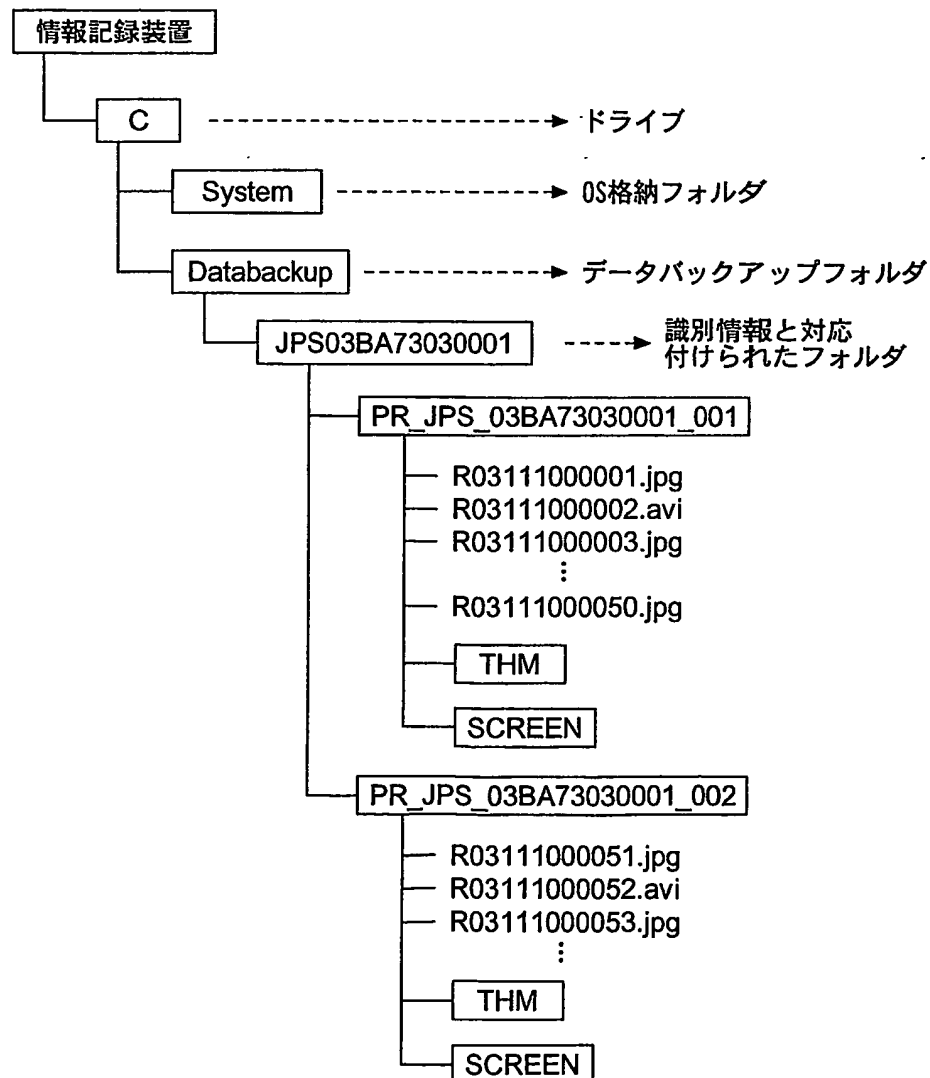 情報記録装置
C
ドライブ
System
OS格納フォルダ
Databackup
データバックアップフォルダ
JPS03BA73030001
識別情報と対応
付けられたフォルダ
PR_JPS_03BA73030001_001
R03111000001.jpg
R03111000002.avi
R03111000003.jpg
⋮
R03111000050.jpg
THM
SCREEN
PR_JPS_03BA73030001_002
R03111000051.jpg
R03111000052.avi
R03111000053.jpg
⋮
THM
SCREEN